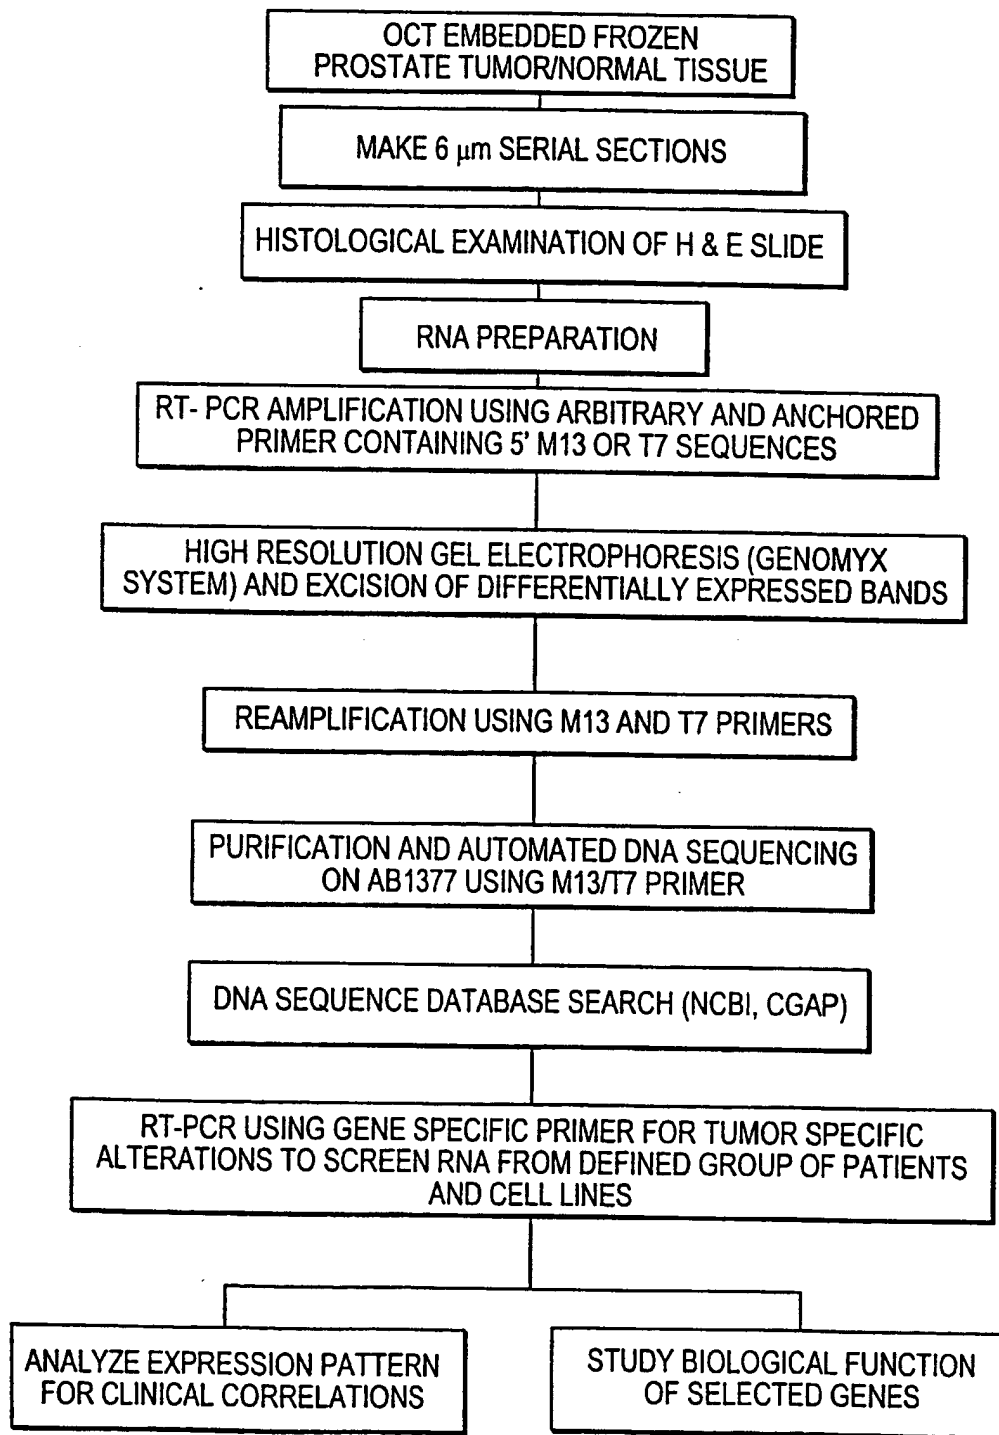 OCT EMBEDDED FROZEN
PROSTATE TUMOR/NORMAL TISSUE
MAKE 6 µm SERIAL SECTIONS
HISTOLOGICAL EXAMINATION OF H & E SLIDE
RNA PREPARATION
RT- PCR AMPLIFICATION USING ARBITRARY AND ANCHORED
PRIMER CONTAINING 5' M13 OR T7 SEQUENCES
HIGH RESOLUTION GEL ELECTROPHORESIS (GENOMYX
SYSTEM) AND EXCISION OF DIFFERENTIALLY EXPRESSED BANDS
REAMPLIFICATION USING M13 AND T7 PRIMERS
PURIFICATION AND AUTOMATED DNA SEQUENCING
ON AB1377 USING M13/T7 PRIMER
DNA SEQUENCE DATABASE SEARCH (NCBI, CGAP)
RT-PCR USING GENE SPECIFIC PRIMER FOR TUMOR SPECIFIC
ALTERATIONS TO SCREEN RNA FROM DEFINED GROUP OF PATIENTS
AND CELL LINES
ANALYZE EXPRESSION PATTERN
FOR CLINICAL CORRELATIONS
STUDY BIOLOGICAL FUNCTION
OF SELECTED GENES